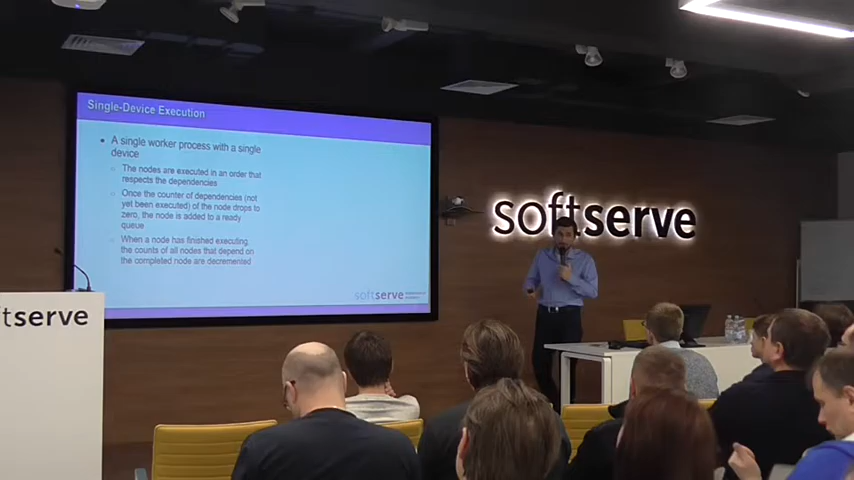 Single-Device Execution
A single worker process with a single
device
The nodes are executed in an order that
respects the dependencies
Once the counter of dependencies (not
yet been executed) of the node drops to
zero, the node is added to a ready
queue
When a node has finished executing,
the counts of all nodes that depend on
the completed node are decremented
softserve
softserve
softserve